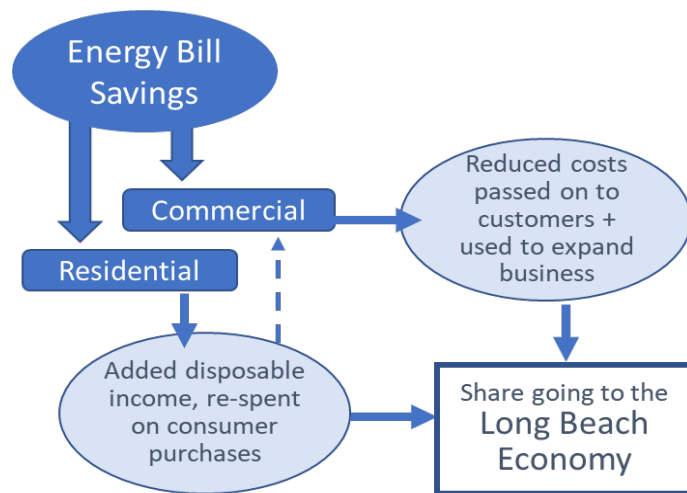 Energy Bill
Savings
Commercial
Residential
Reduced costs
passed on to
customers +
used to expand
business
Added disposable
income, re-spent
on consumer
purchases
Share going to the
Long Beach
Economy